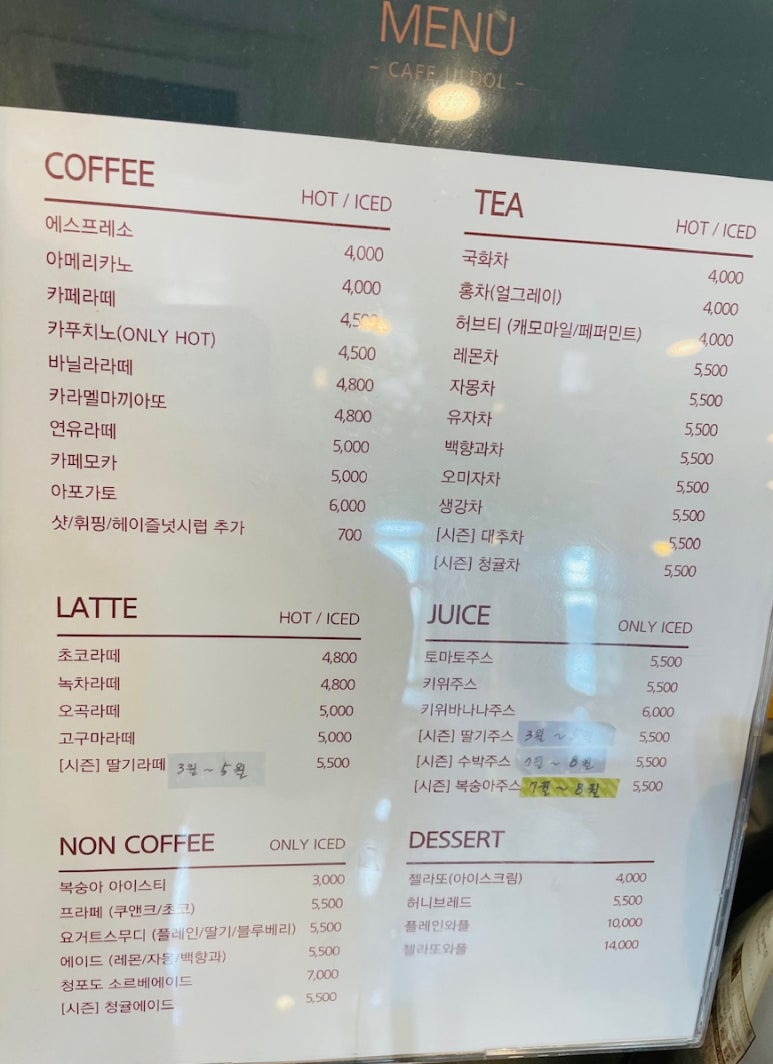 MENU
- CAFE UIDOL -
COFFEE
HOT / ICED
에스프레소 4,000
아메리카노 4,000
카페라떼 4,500
카푸치노(ONLY HOT) 4,500
바닐라라떼 4,800
카라멜마끼아또 4,800
연유라떼 5,000
카페모카 5,000
아포가토 6,000
샷/휘핑/헤이즐넛시럽 추가 700
LATTE
HOT / ICED
초코라떼 4,800
녹차라떼 4,800
오곡라떼 5,000
고구마라떼 5,000
[시즌] 딸기라떼 3월 ~ 5월 5,500
NON COFFEE
ONLY ICED
복숭아 아이스티 3,000
프라페 (쿠앤크/초코) 5,500
요거트스무디 (플레인/딸기/블루베리) 5,500
에이드 (레몬/자몽/백향과) 5,500
청포도 소르베에이드 7,000
[시즌] 청귤에이드 5,500
TEA
HOT / ICED
국화차 4,000
홍차(얼그레이) 4,000
허브티 (캐모마일/페퍼민트) 4,000
레몬차 5,500
자몽차 5,500
유자차 5,500
백향과차 5,500
오미자차 5,500
생강차 5,500
[시즌] 대추차 5,500
[시즌] 청귤차 5,500
JUICE
ONLY ICED
토마토주스 5,500
키위주스 5,500
키위바나나주스 6,000
[시즌] 딸기주스 3월 ~ 5,500
[시즌] 수박주스 ~ 8월 5,500
[시즌] 복숭아주스 7월 ~ 8월 5,500
DESSERT
젤라또(아이스크림) 4,000
허니브레드 5,500
플레인와플 10,000
젤라또와플 14,000